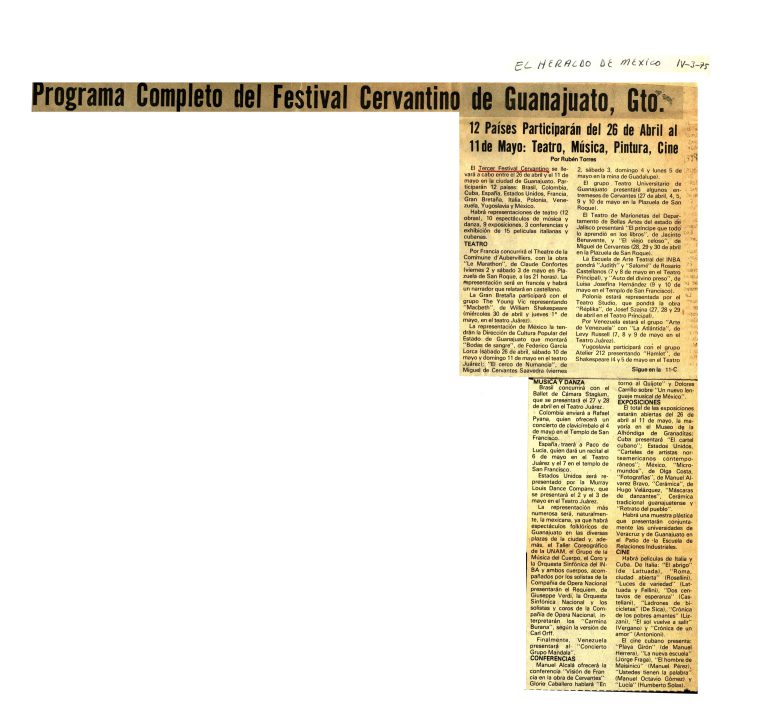 EL HERALDO DE MEXICO IV-3-75
Programa Completo del Festival Cervantino de Guanajuato, Gto.
12 Países Participarán del 26 de Abril al
11 de Mayo: Teatro, Música, Pintura, Cine
Por Rubén Torres
El Tercer Festival Cervantino se lle-
vará a cabo entre el 26 de abril y el 11 de
mayo en la ciudad de Guanajuato. Par-
ticiparán 12 países: Brasil, Colombia,
Cuba, España, Estados Unidos, Francia,
Gran Bretaña, Italia, Polonia, Vene-
zuela, Yugoslavia y México.
Habrá representaciones de teatro (12
obras), 10 espectáculos de música y
danza, 9 exposiciones, 3 conferencias y
exhibición de 15 películas italianas y
cubanas.
TEATRO
Por Francia concurrirá el Theatre de la
Commune d'Aubervilliers, con la obra
"Le Marathon", de Claude Confortes
(viernes 2 y sábado 3 de mayo en Pla-
zuela de San Roque, a las 21 horas). La
representación será en francés y habrá
un narrador que relatará en castellano.
La Gran Bretaña participará con el
grupo The Young Vic representando
"Macbeth", de William Shakespeare
(miércoles 30 de abril y jueves 1° de
mayo, en el teatro Juárez).
La representación de México la ten-
drán la Dirección de Cultura Popular del
Estado de Guanajuato que montará
"Bodas de sangre", de Federico García
Lorca (sábado 26 de abril, sábado 10 de
mayo y domingo 11 de mayo en el teatro
Juárez); "El cerco de Numancia", de
Miguel de Cervantes Saavedra (viernes
2, sábado 3, domingo 4 y lunes 5 de
mayo en la mina de Guadalupe).
El grupo Teatro Universitario de
Guanajuato presentará algunos en-
tremeses de Cervantes (27 de abril, 4, 5,
9 y 10 de mayo en la Plazuela de San
Roque).
El Teatro de Marionetas del Depar-
tamento de Bellas Artes del estado de
Jalisco presentará "El príncipe que todo
lo aprendió en los libros", de Jacinto
Benavente, y "El viejo celoso", de
Miguel de Cervantes (28, 29 y 30 de abril
en la Plazuela de San Roque).
La Escuela de Arte Teatral del INBA
pondrá "Judith" y "Salomé" de Rosario
Castellanos (7 y 8 de mayo en el Teatro
Principal), y "Auto del divino preso", de
Luisa Josefina Hernández (9 y 10 de
mayo en el Templo de San Francisco).
Polonia estará representada por el
Teatro Studio, que pondrá la obra
"Replika", de Josef Szaina (27, 28 y 29
de abril en el Teatro Principal).
Por Venezuela estará el grupo "Arte
de Venezuela" con "La Atlántida", de
Levy Russell (7, 8 y 9 de mayo en el
Teatro Juárez).
Yugoslavia participará con el grupo
Atelier 212 presentando "Hamlet", de
Shakespeare (4 y 5 de mayo en el Teatro
Sigue en la 11-C
MUSICA Y DANZA
Brasil concurrirá con el
Ballet de Cámara Stagium,
que se presentará el 27 y 28
de abril en el Teatro Juárez.
Colombia enviará a Rafael
Pyana, quien ofrecerá un
concierto de clavicímbalo el 4
de mayo en el Templo de San
Francisco.
España, traerá a Paco de
Lucía, quien dará un recital el
6 de mayo en el Teatro
Juárez y el 7 en el templo de
San Francisco.
Estados Unidos será re-
presentado por la Murray
Louis Dance Company, que
se presentará el 2 y el 3 de
mayo en el Teatro Juárez.
La representación más
numerosa será, naturalmen-
te, la mexicana, ya que habrá
espectáculos folklóricos de
Guanajuato en las diversas
plazas de la ciudad y, ade-
más, el Taller Coreográfico
de la UNAM, el Grupo de la
Música del Cuerpo, el Coro y
la Orquesta Sinfónica del IN-
BA y ambos cuerpos, acom-
pañados por los solistas de la
Compañía de Opera Nacional
presentarán el Requiem, de
Giuseppe Verdi, la Orquesta
Sinfónica Nacional y los
solistas y coros de la Com-
pañía de Opera Nacional, in-
terpretarán los "Carmina
Burana", según la versión de
Carl Orff.
Finalmente, Venezuela
presentará al "Concierto
Grupo Mandala".
CONFERENCIAS
Manuel Alcalá ofrecerá la
conferencia "Visión de Fran-
cia en la obra de Cervantes".
Gloria Caballero hablará "En
torno al Quijote" y Dolores
Carrillo sobre "Un nuevo len-
guaje musical de México".
EXPOSICIONES
El total de las exposiciones
estarán abiertas del 26 de
abril al 11 de mayo, la ma-
yoría en el Museo de la
Alhóndiga de Granaditas:
Cuba presentará "El cartel
cubano"; Estados Unidos,
"Carteles de artistas nor-
teamericanos contempo-
ráneos"; México, "Micro-
mundos", de Olga Costa,
"Fotografías", de Manuel Al-
varez Bravo, "Cerámica", de
Hugo Velázquez, "Máscaras
de danzantes", Cerámica
tradicional guanajuatense y
"Retrato del pueblo".
Habrá una muestra plástica
que presentarán conjunta-
mente las universidades de
Veracruz y de Guanajuato en
el Patio de la Escuela de
Relaciones Industriales.
CINE
Habrá películas de Italia y
Cuba. De Italia: "El abrigo"
(de Lattuada), "Roma,
ciudad abierta" (Rosellini),
"Luces de variedad" (Lat-
tuada y Fellini), "Dos cen-
tavos de esperanza" (Cas-
tellani), "Ladrones de bi-
cicletas" (De Sica), "Crónica
de los pobres amantes" (Liz-
zani), "El sol vuelve a salir"
(Vergano) y "Crónica de un
amor" (Antonioni).
El cine cubano presenta:
"Playa Girón" (de Manuel
Herrera), "La nueva escuela"
(Jorge Fraga), "El hombre de
Maisinicú" (Manuel Pérez),
"Ustedes tienen la palabra"
(Manuel Octavio Gómez) y
"Lucía" (Humberto Solas).